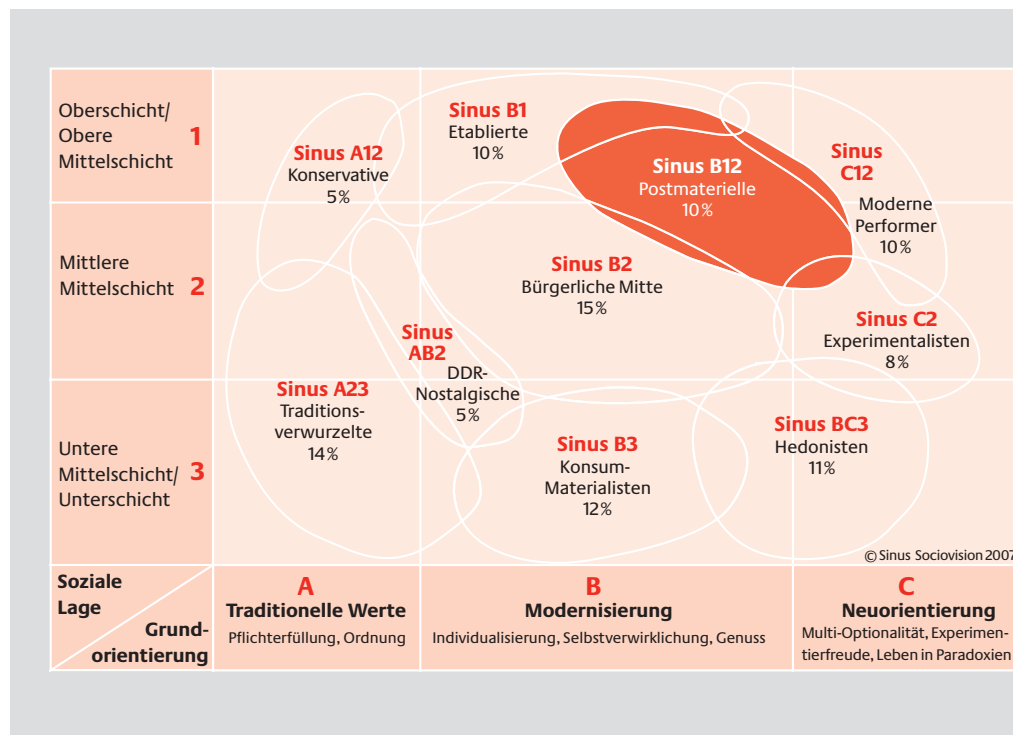 Oberschicht/
Obere
Mittelschicht
1
Sinus A12
Konservative
5 %
Sinus B1
Etablierte
10 %
Sinus B12
Postmaterielle
10 %
Sinus
C12
Moderne
Performer
10 %
Mittlere
Mittelschicht
2
Sinus
AB2
DDR-
Nostalgische
5 %
Sinus B2
Bürgerliche Mitte
15 %
Sinus C2
Experimentalisten
8 %
Untere
Mittelschicht/
Unterschicht
3
Sinus A23
Traditions-
verwurzelte
14 %
Sinus B3
Konsum-
Materialisten
12 %
Sinus BC3
Hedonisten
11 %
© Sinus Sociovision 2007
Soziale
Lage
Grund-
orientierung
A
Traditionelle Werte
Pflichterfüllung, Ordnung
B
Modernisierung
Individualisierung, Selbstverwirklichung, Genuss
C
Neuorientierung
Multi-Optionalität, Experimen-
tierfreude, Leben in Paradoxien